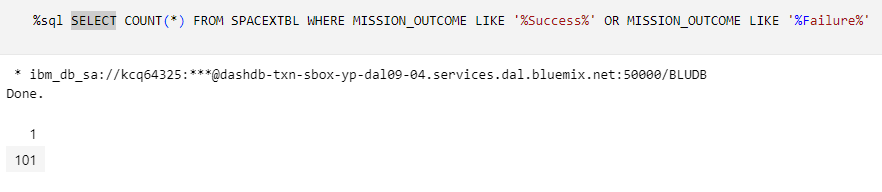 %sql SELECT COUNT(*) FROM SPACEXTBL WHERE MISSION_OUTCOME LIKE '%Success%' OR MISSION_OUTCOME LIKE '%Failure%'
* ibm_db_sa://kcq64325:***@dashdb-txn-sbox-yp-dal09-04.services.dal.bluemix.net:50000/BLUDB
Done.
1
101